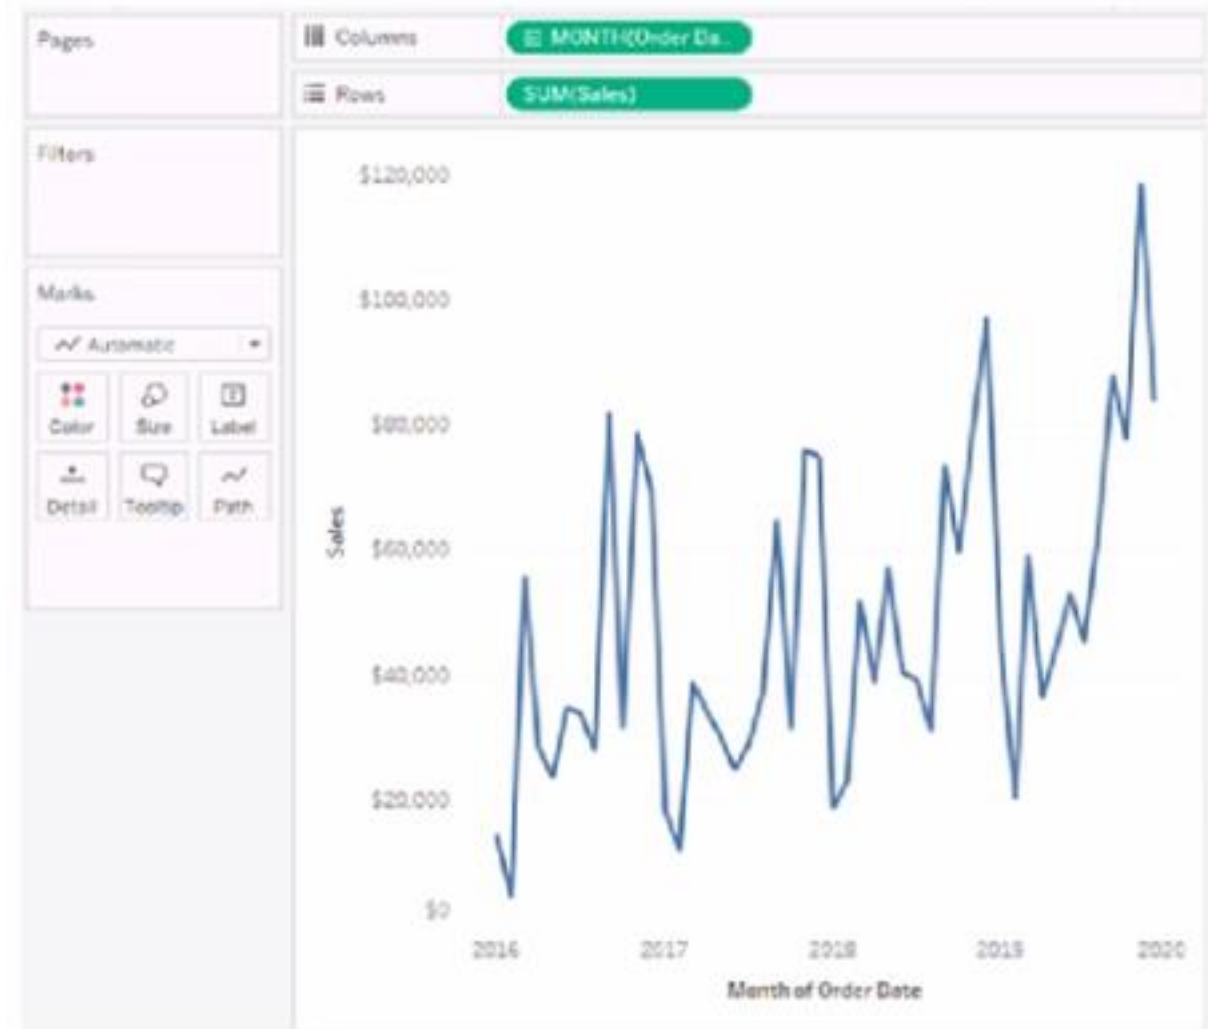 Pages
Columns
MONTH(Order Da..
Rows
SUM(Sales)
Filters
Marks
Automatic
Color
Size
Label
Detail
Tooltip
Path
Sales
$120,000
$100,000
$80,000
$60,000
$40,000
$20,000
$0
2016
2017
2018
2019
2020
Month of Order Date